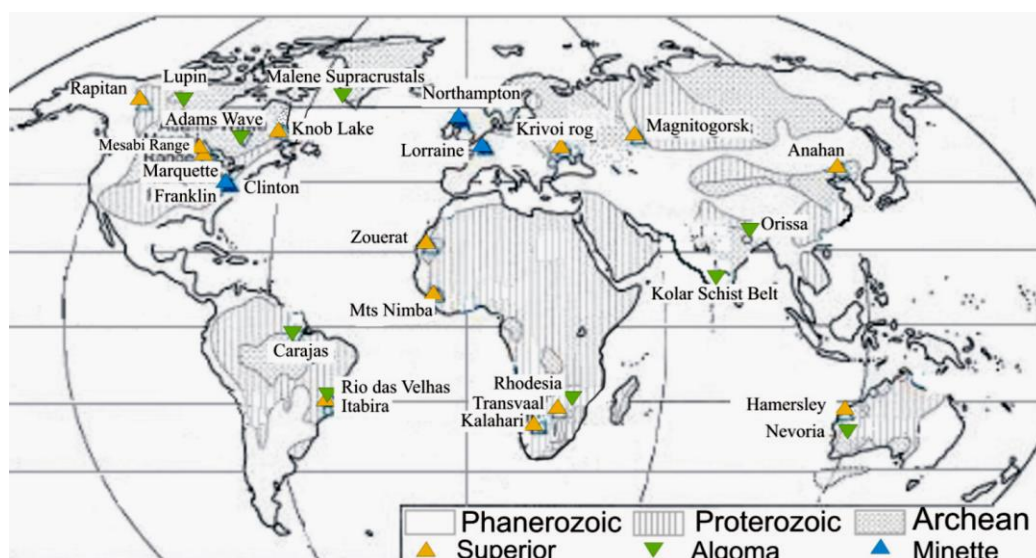 Rapitan
Lupin
Malene Supracrustals
Adams Wave
Knob Lake
Mesabi Range
Marquette
Franklin
Clinton
Northampton
Lorraine
Krivoi rog
Magnitogorsk
Anahan
Zouerat
Mts Nimba
Orissa
Kolar Schist Belt
Carajas
Rio das Velhas
Itabira
Rhodesia
Transvaal
Kalahari
Hamersley
Nevoria
Phanerozoic Proterozoic Archean
Superior Algoma Minette